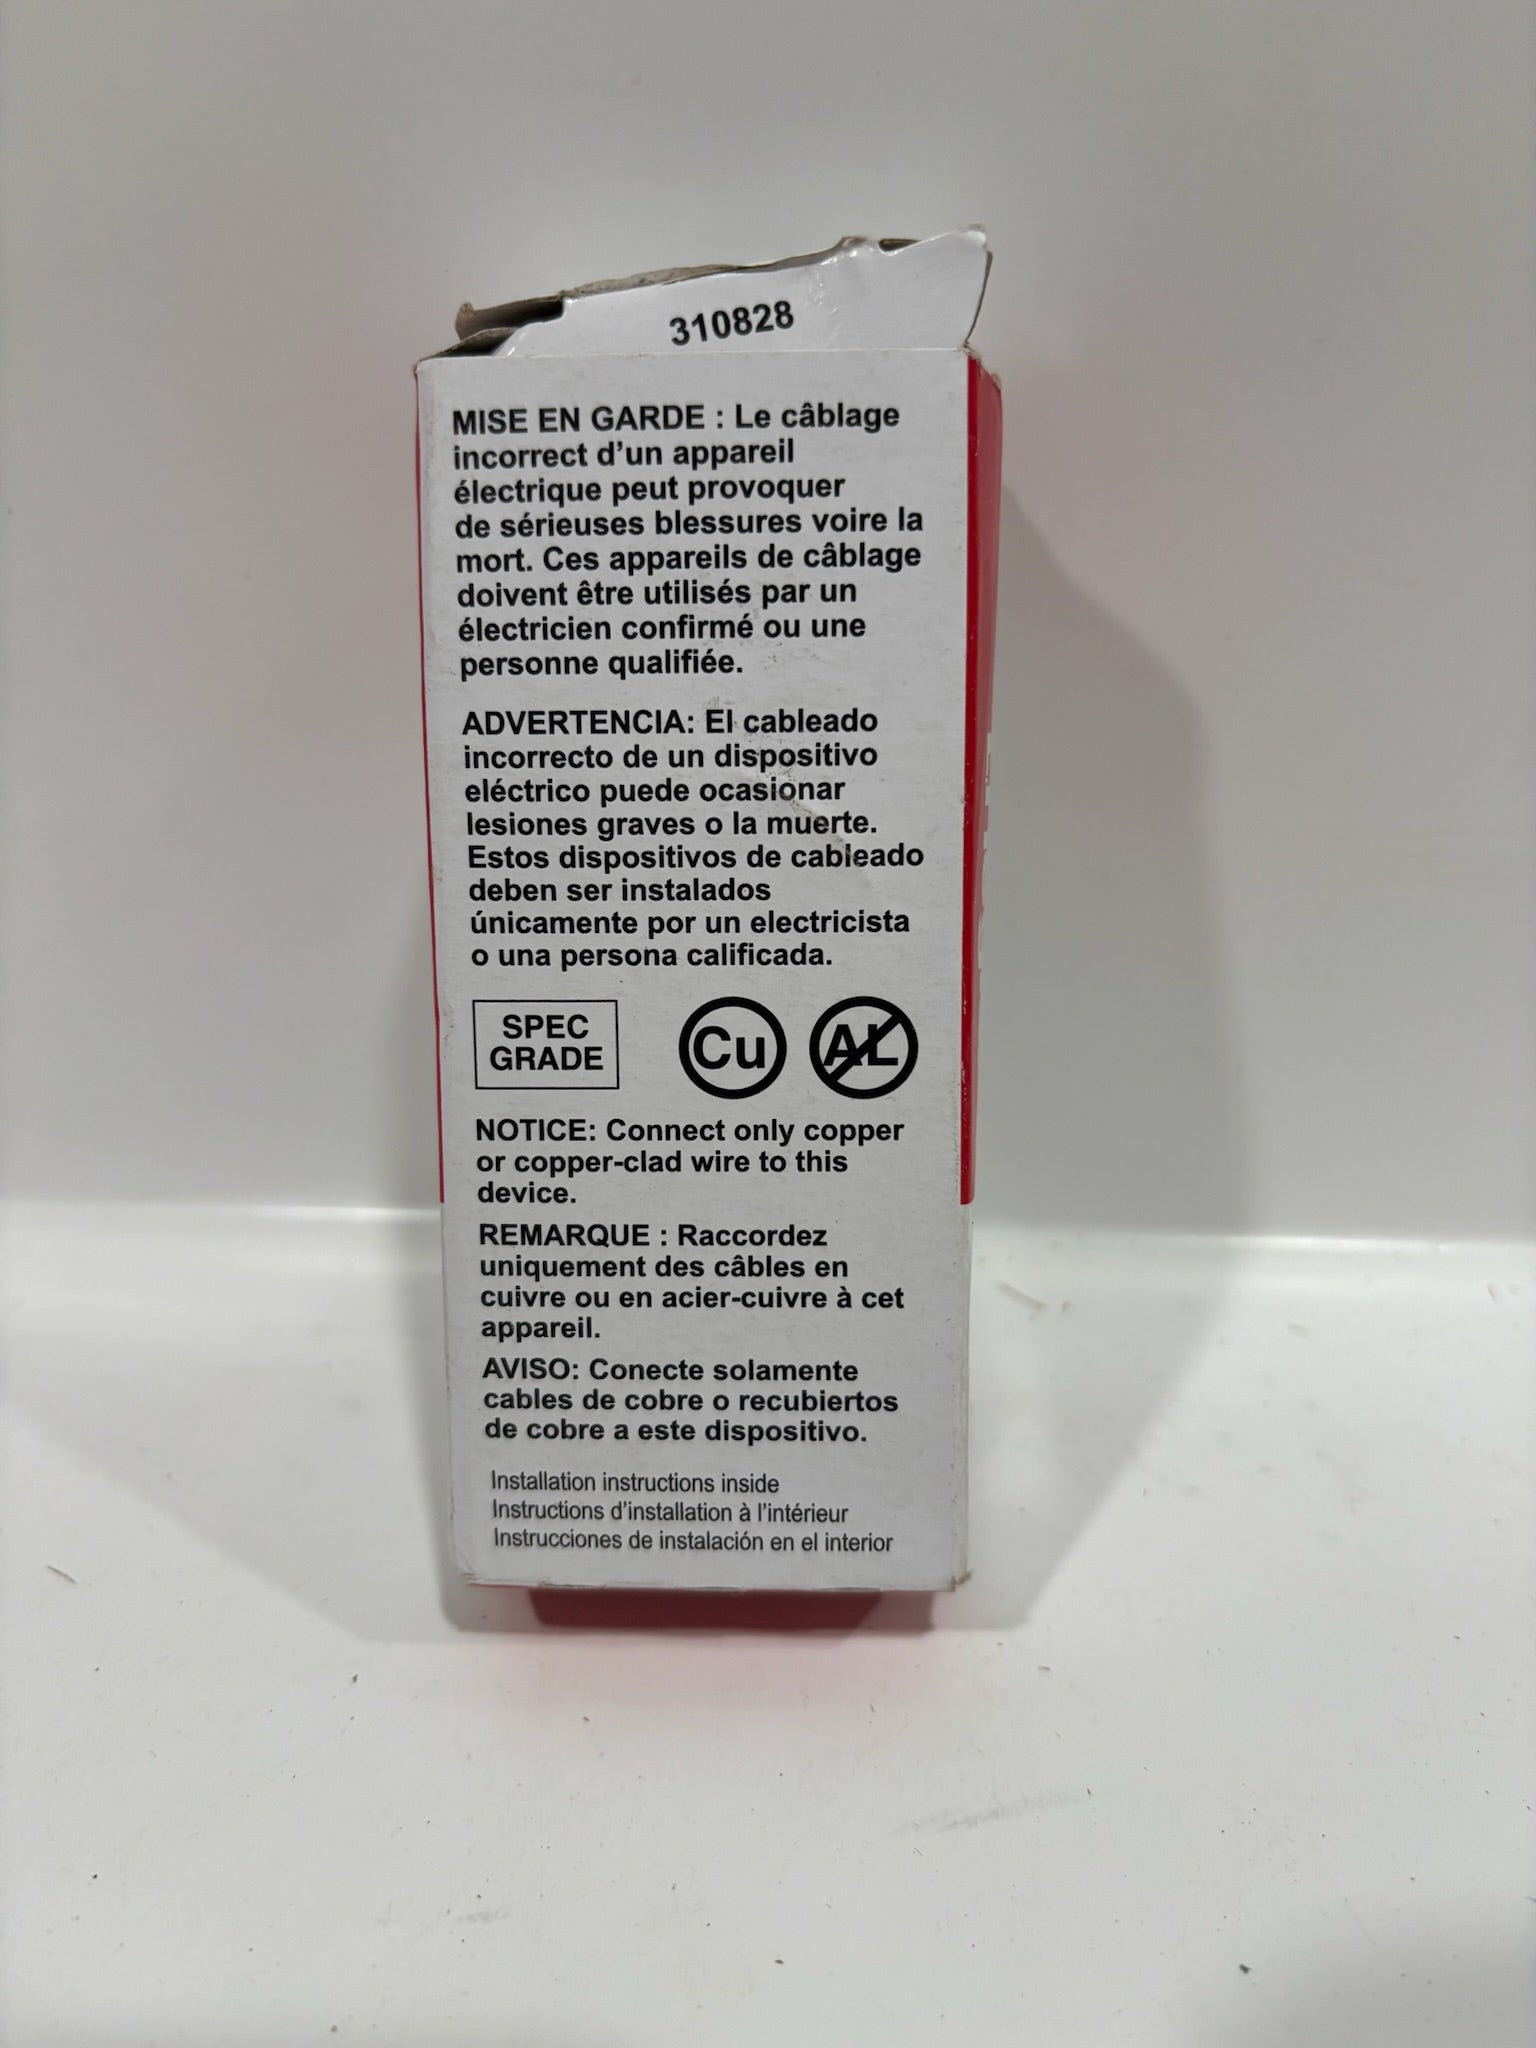 310828
MISE EN GARDE : Le câblage
incorrect d'un appareil
électrique peut provoquer
de sérieuses blessures voire la
mort. Ces appareils de câblage
doivent être utilisés par un
électricien confirmé ou une
personne qualifiée.
ADVERTENCIA: El cableado
incorrecto de un dispositivo
eléctrico puede ocasionar
lesiones graves o la muerte.
Estos dispositivos de cableado
deben ser instalados
únicamente por un electricista
o una persona calificada.
SPEC
GRADE
Cu AL
NOTICE: Connect only copper
or copper-clad wire to this
device.
REMARQUE : Raccordez
uniquement des câbles en
cuivre ou en acier-cuivre à cet
appareil.
AVISO: Conecte solamente
cables de cobre o recubiertos
de cobre a este dispositivo.
Installation instructions inside
Instructions d'installation à l'intérieur
Instrucciones de instalación en el interior